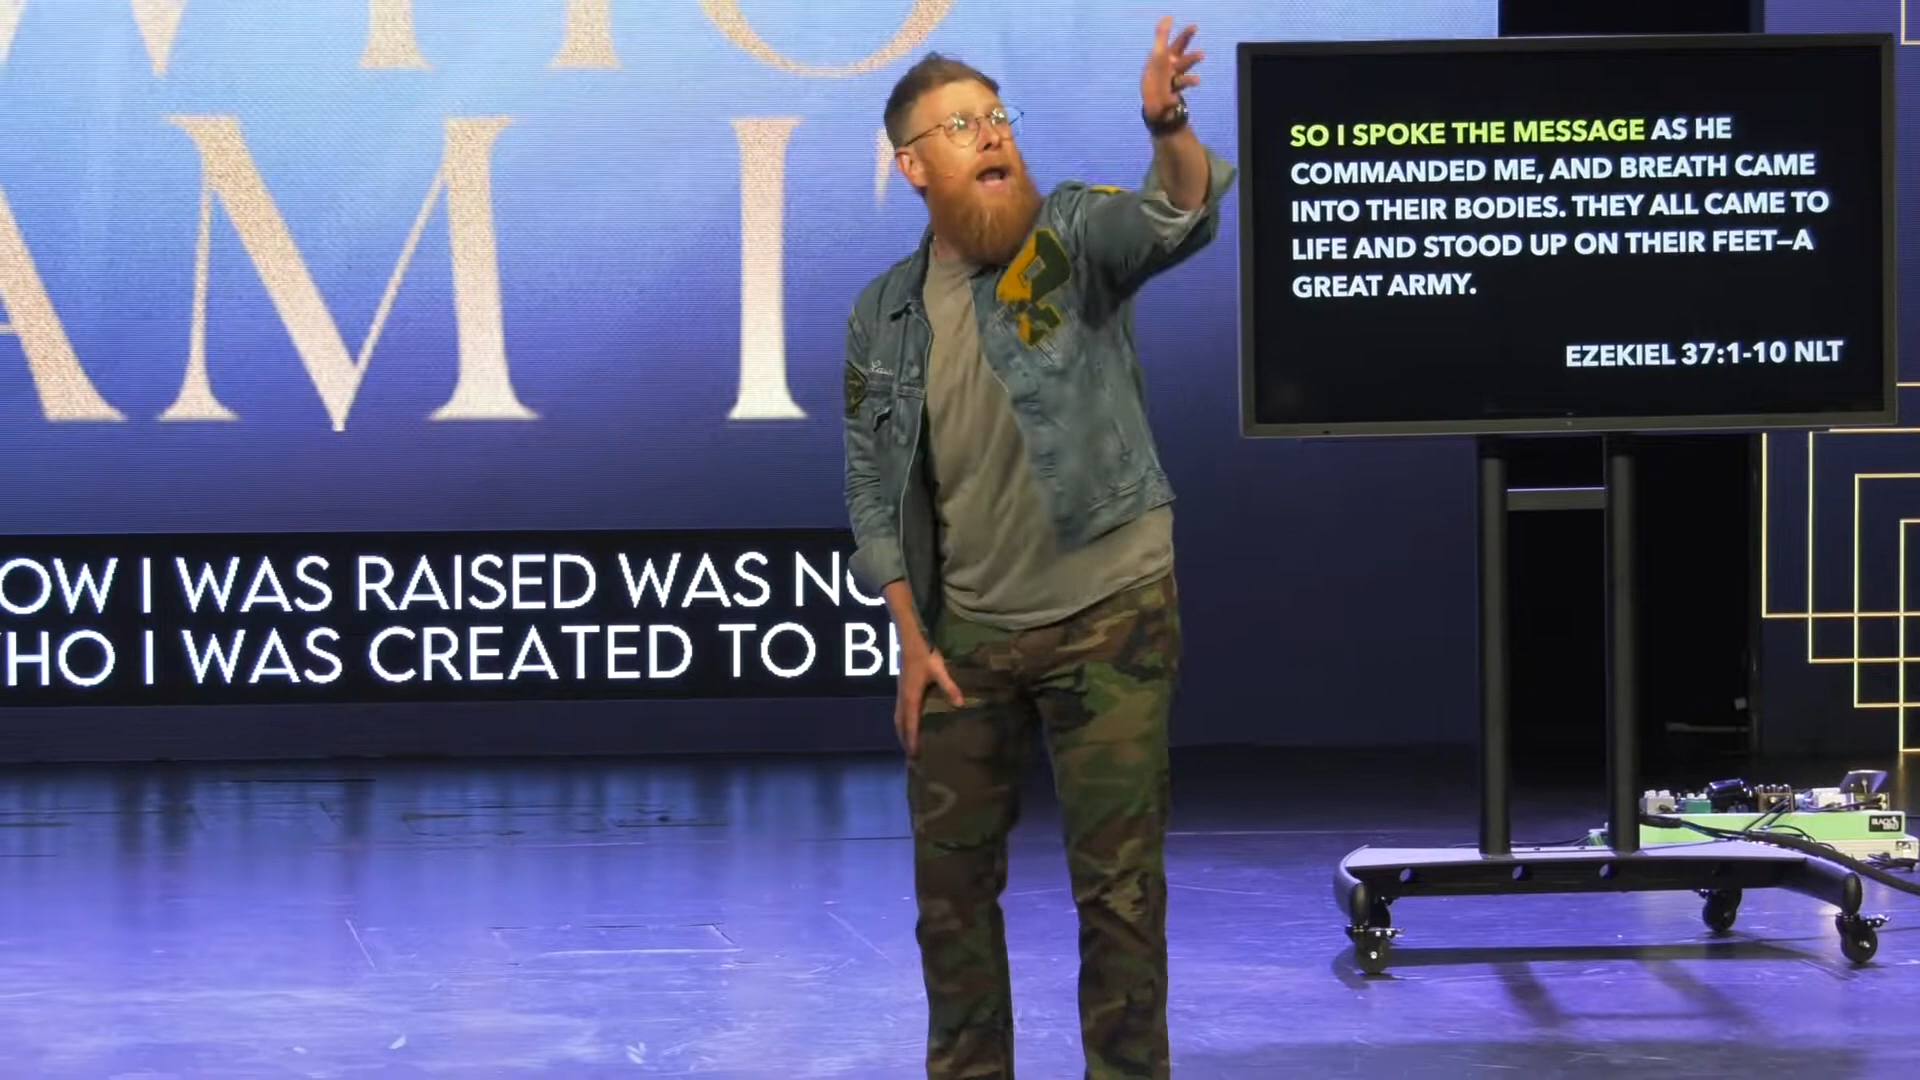 AM I
OW I WAS RAISED WAS
HO I WAS CREATED TO
SO I SPOKE THE MESSAGE AS HE
COMMANDED ME, AND BREATH CAME
INTO THEIR BODIES. THEY ALL CAME TO
LIFE AND STOOD UP ON THEIR FEET—A
GREAT ARMY.
EZEKIEL 37:1-10 NLT